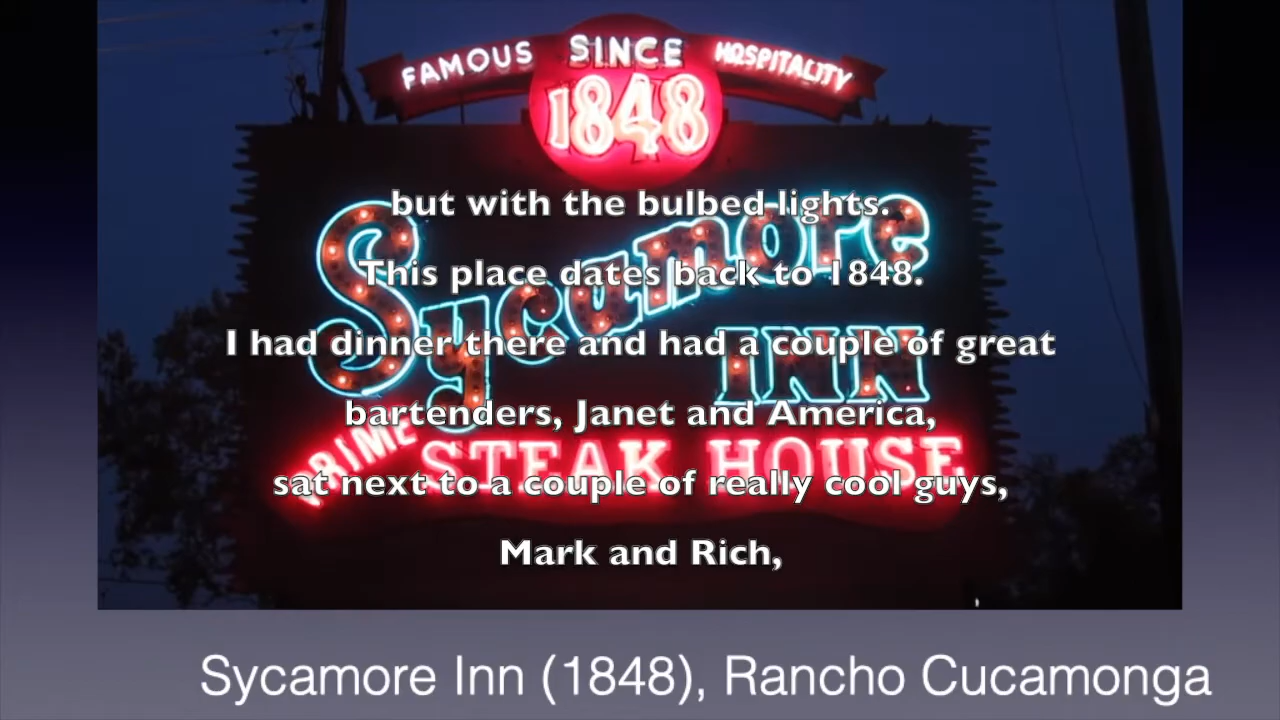 FAMOUS SINCE HOSPITALITY
1848
but with the bulbed lights.
Sycamore
This place dates back to 1848.
I had dinner there and had a couple of great
INN
bartenders, Janet and America,
PRIME STEAK HOUSE
sat next to a couple of really cool guys,
Mark and Rich,
Sycamore Inn (1848), Rancho Cucamonga